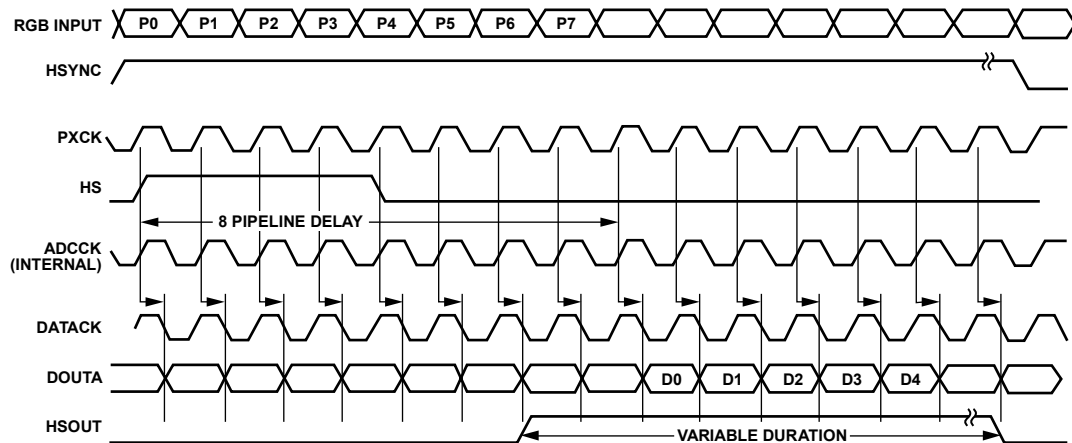 RGB INPUT P0 P1 P2 P3 P4 P5 P6 P7
HSYNC
PXCK
HS
8 PIPELINE DELAY
ADCCK
(INTERNAL)
DATACK
DOUTA D0 D1 D2 D3 D4
HSOUT
VARIABLE DURATION